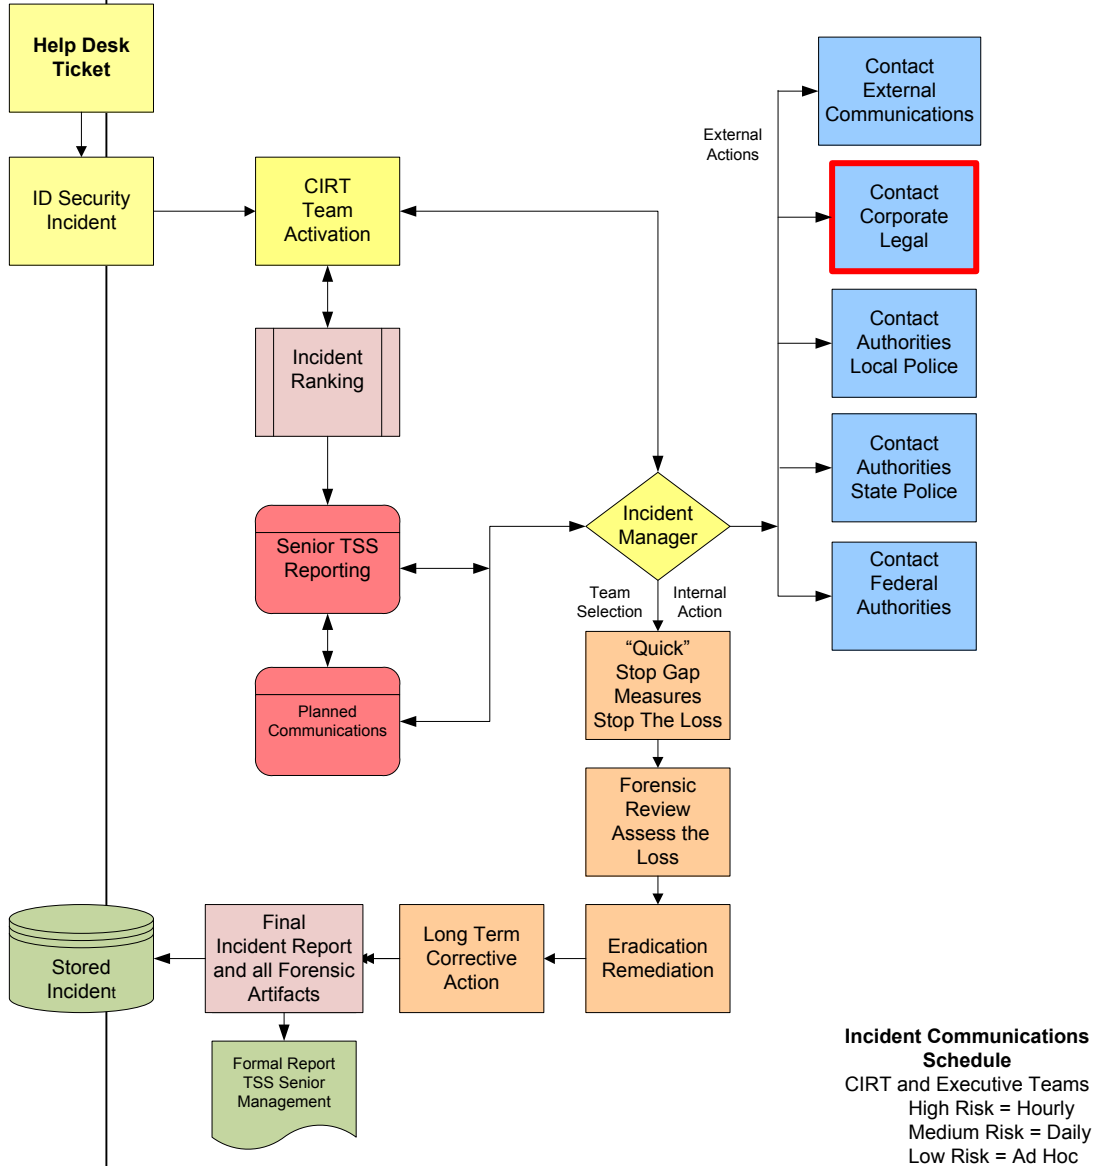 Help Desk
Ticket
ID Security
Incident
CIRT
Team
Activation
Incident
Ranking
Senior TSS
Reporting
Planned
Communications
Incident
Manager
External
Actions
Contact
External
Communications
Contact
Corporate
Legal
Contact
Authorities
Local Police
Contact
Authorities
State Police
Contact
Federal
Authorities
Team
Selection
Internal
Action
“Quick”
Stop Gap
Measures
Stop The Loss
Forensic
Review
Assess the
Loss
Eradication
Remediation
Long Term
Corrective
Action
Final
Incident Report
and all Forensic
Artifacts
Stored
Incident
Formal Report
TSS Senior
Management
Incident Communications
Schedule
CIRT and Executive Teams
High Risk = Hourly
Medium Risk = Daily
Low Risk = Ad Hoc